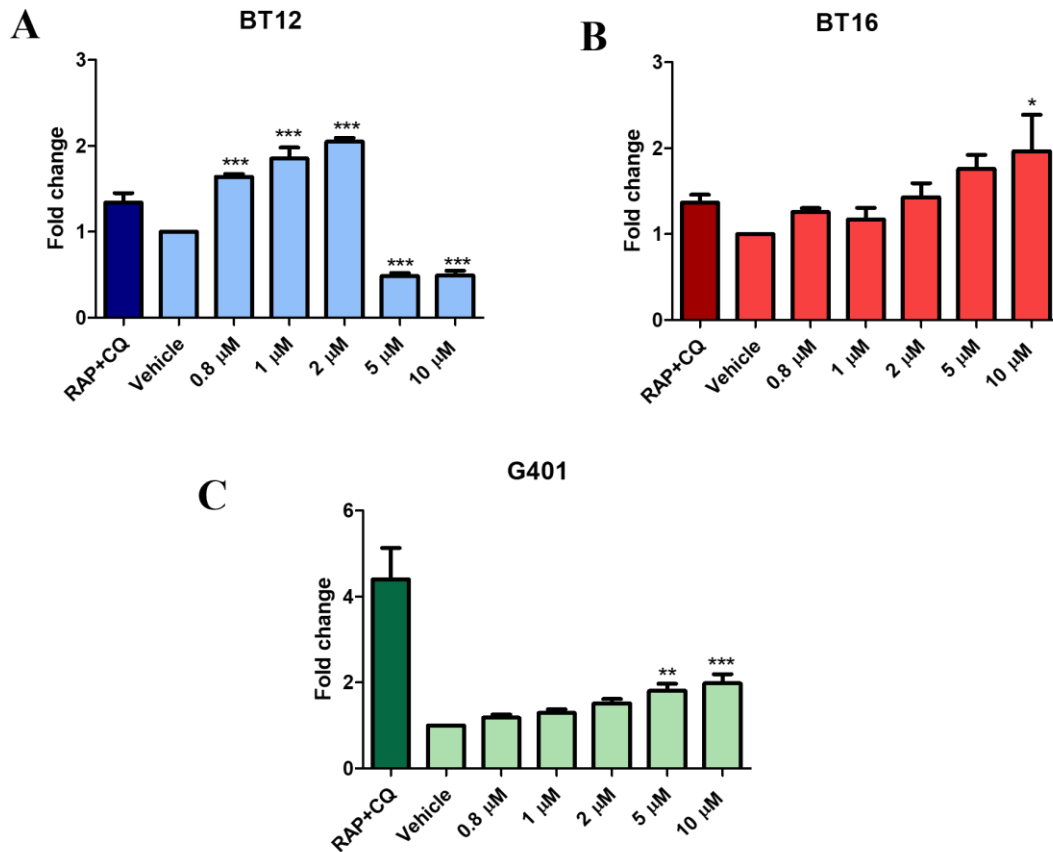 A
BT12
Fold change
3
2
1
0
***
***
***
***
***
RAP+CQ
Vehicle
0.8 μM
1 μM
2 μM
5 μM
10 μM
B
BT16
Fold change
3
2
1
0
*
RAP+CQ
Vehicle
0.8 μM
1 μM
2 μM
5 μM
10 μM
C
G401
Fold change
6
4
2
0
**
***
RAP+CQ
Vehicle
0.8 μM
1 μM
2 μM
5 μM
10 μM